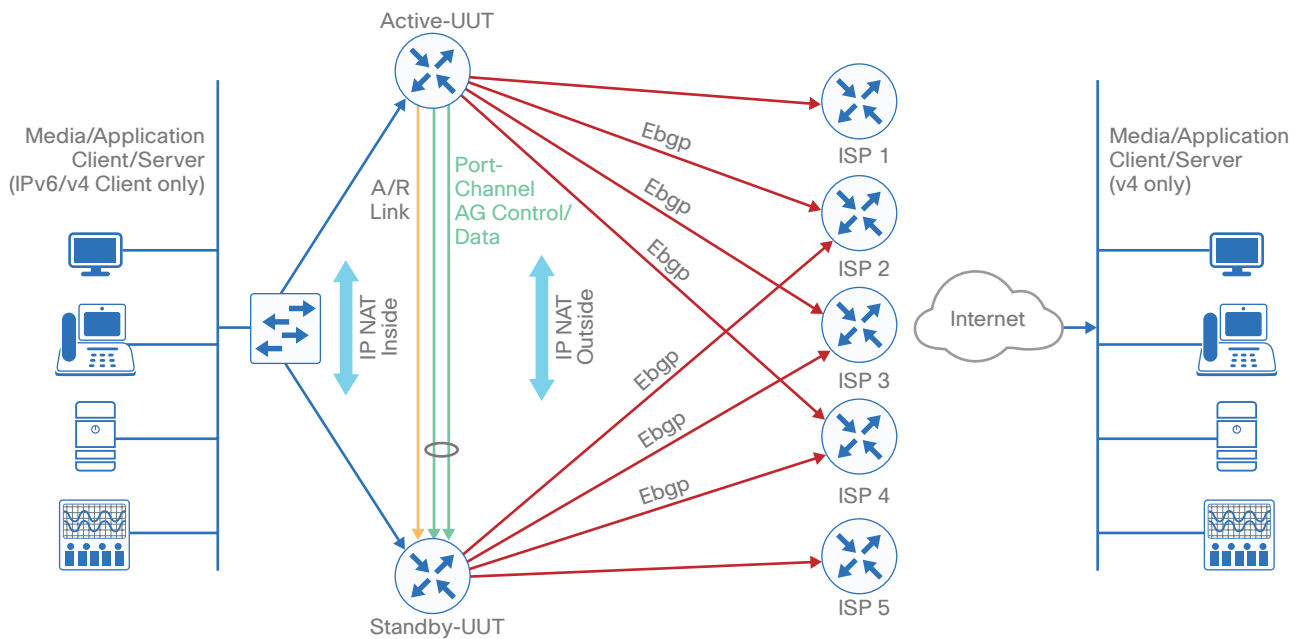 Active-UUT
Media/Application
Client/Server
(IPv6/v4 Client only)
A/R
Link
Port-
Channel
AG Control/
Data
IP NAT
Inside
IP NAT
Outside
Ebgp
Ebgp
Ebgp
Ebgp
Ebgp
Ebgp
ISP 1
ISP 2
ISP 3
ISP 4
ISP 5
Internet
Media/Application
Client/Server
(v4 only)
Standby-UUT